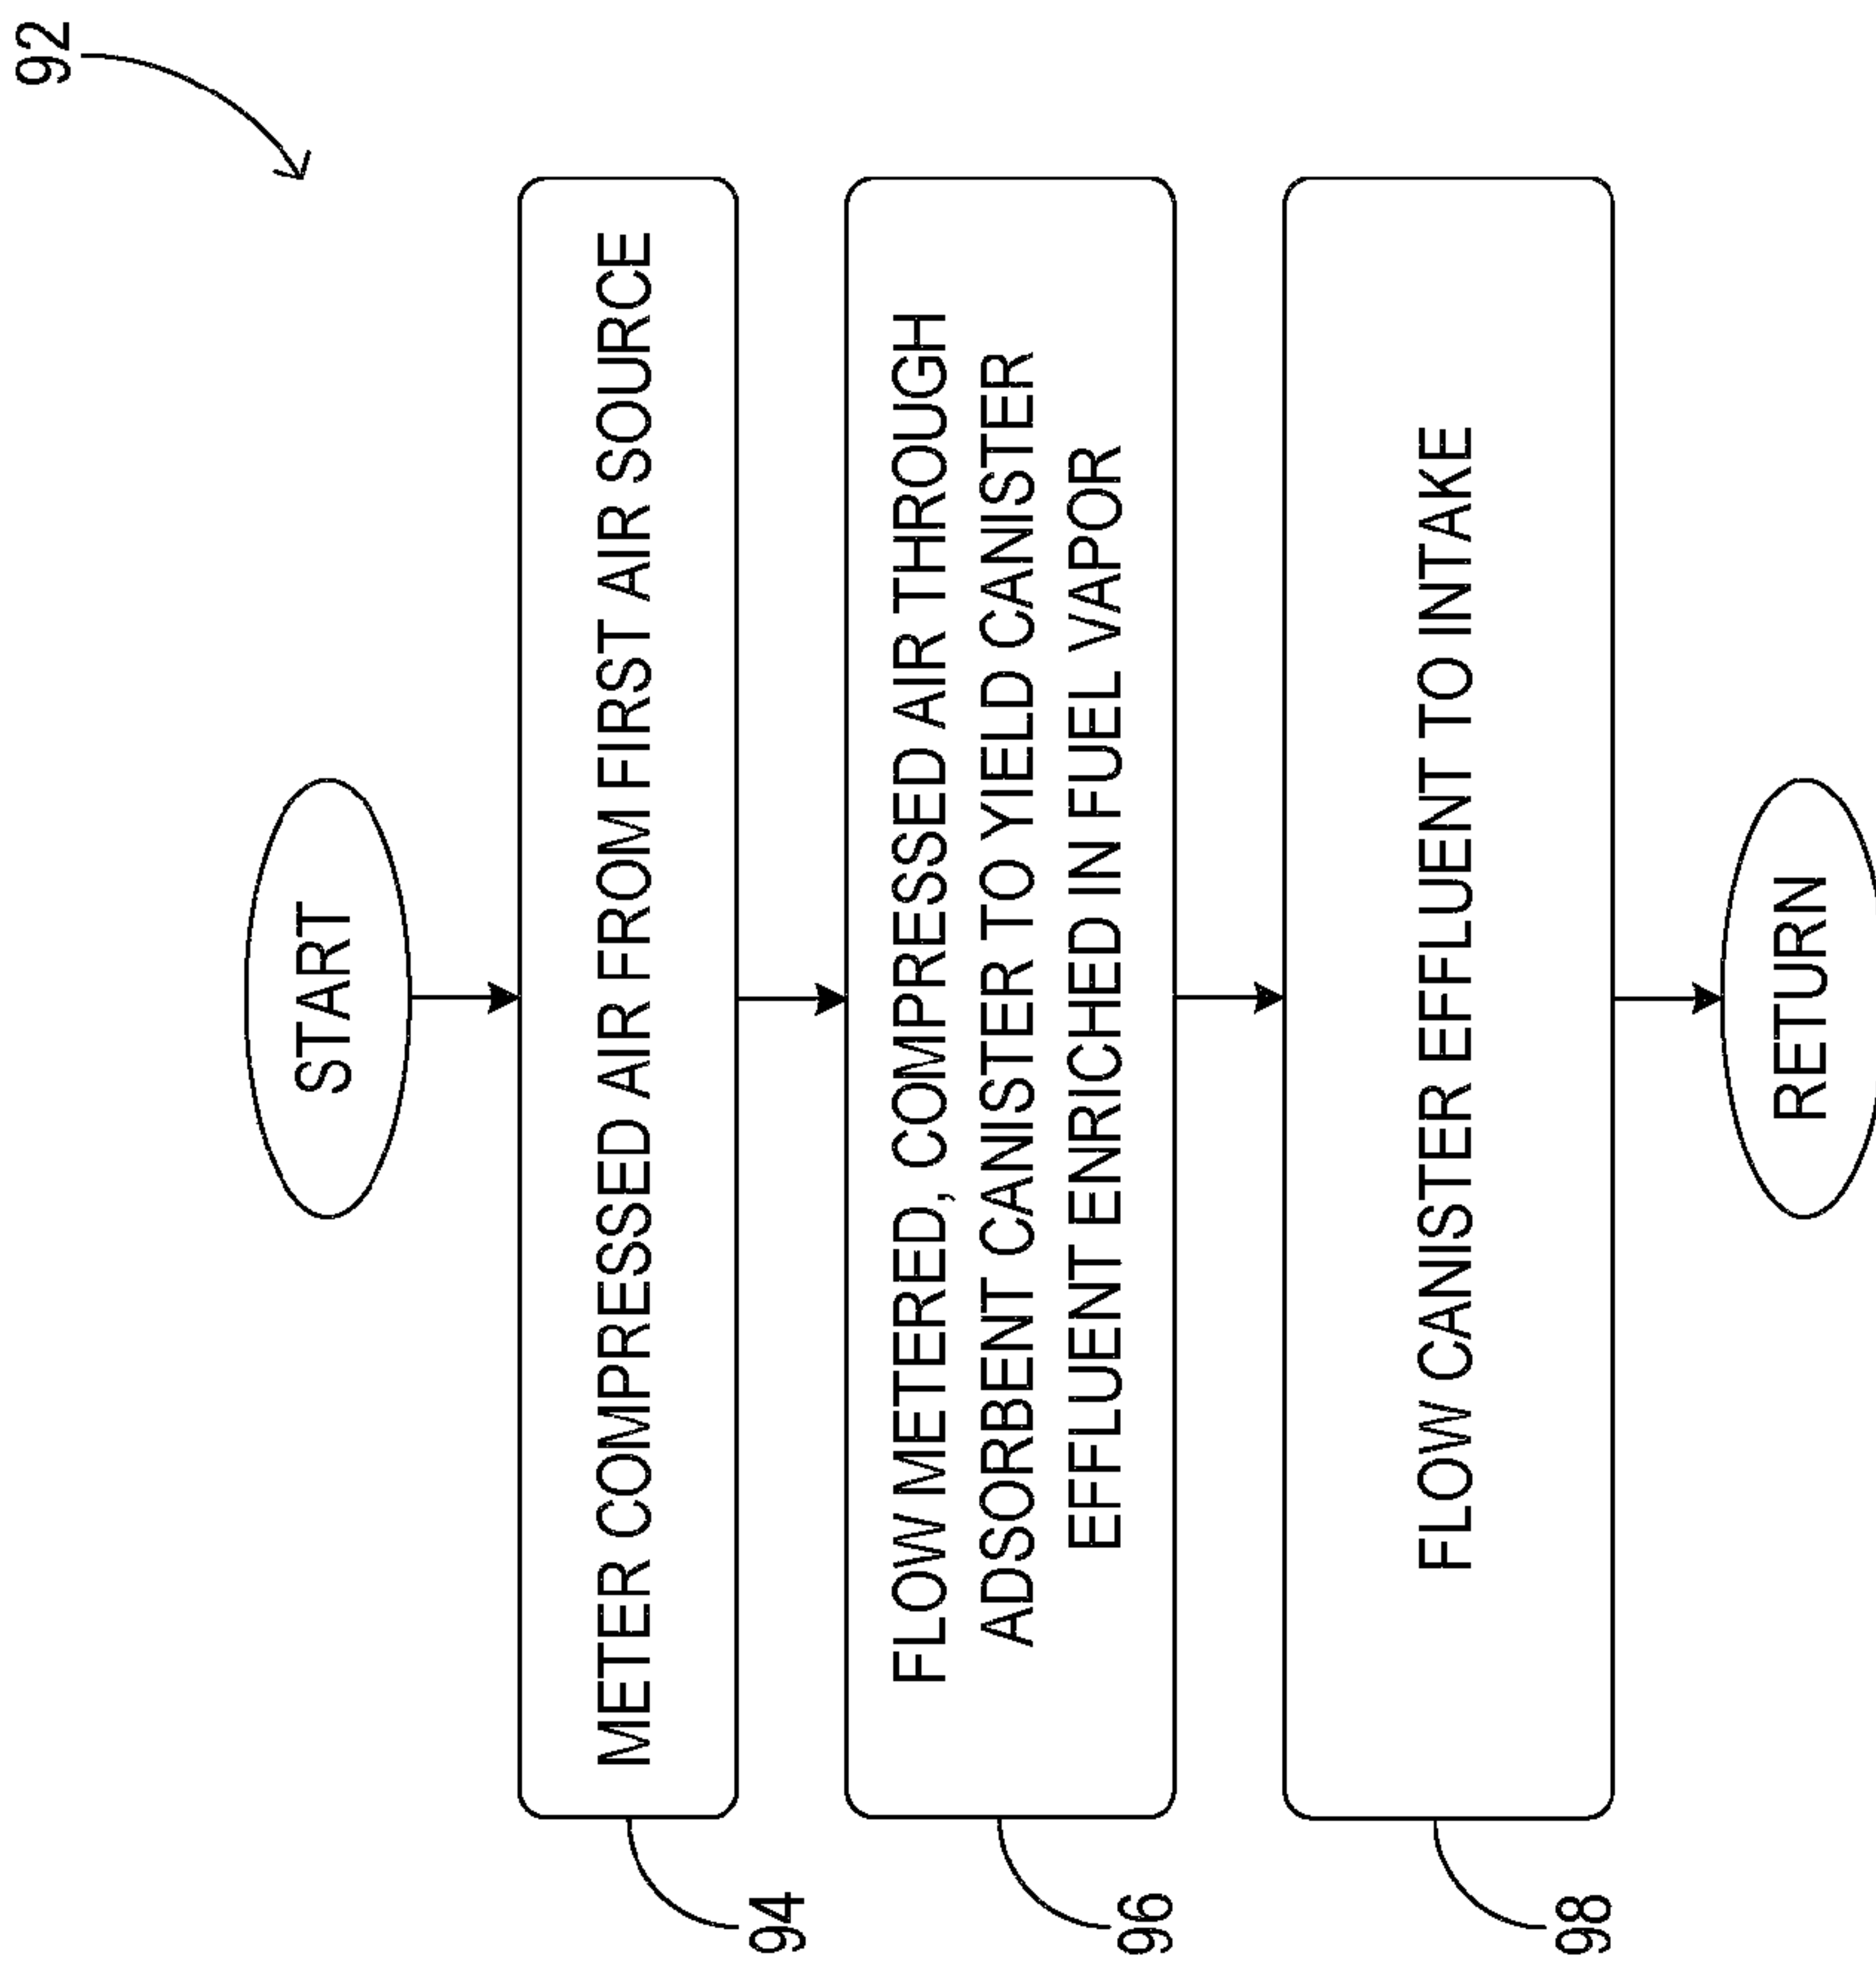 92
START
94
METER COMPRESSED AIR FROM FIRST AIR SOURCE
96
FLOW METERED, COMPRESSED AIR THROUGH
ADSORBENT CANISTER TO YIELD CANISTER
EFFLUENT ENRICHED IN FUEL VAPOR
98
FLOW CANISTER EFFLUENT TO INTAKE
RETURN